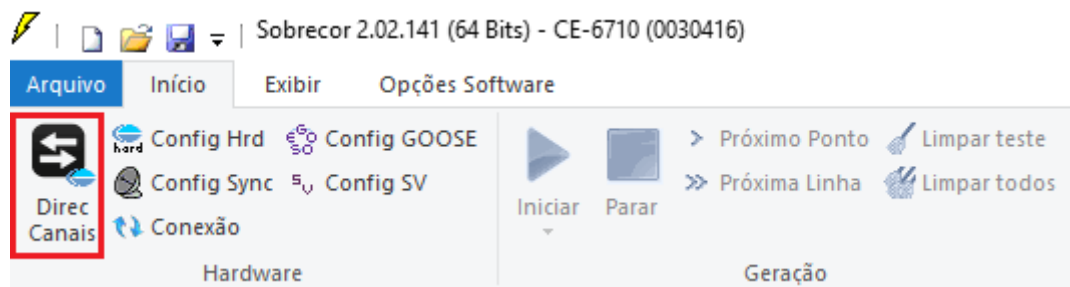 Sobrecor 2.02.141 (64 Bits) - CE-6710 (0030416)
Arquivo Início Exibir Opções Software
Direc Canais
hard Config Hrd
Config Sync
Conexão
Config GOOSE
Config SV
Hardware
Iniciar
Parar
Próximo Ponto
Próxima Linha
Limpar teste
Limpar todos
Geração